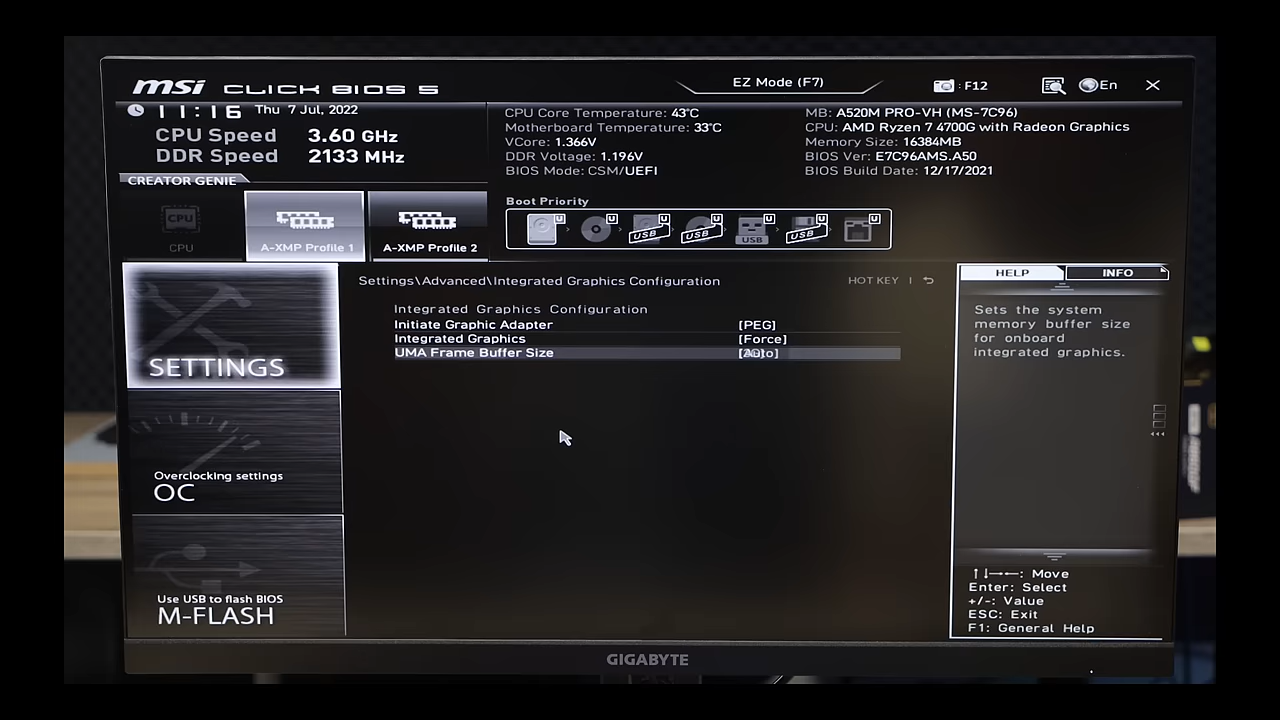 msi CLICK BIOS 5
EZ Mode (F7)
: F12
En
11:16 Thu 7 Jul, 2022
CPU Speed 3.60 GHz
DDR Speed 2133 MHz
CREATOR GENIE
CPU
CPU
A-XMP Profile 1
A-XMP Profile 2
CPU Core Temperature: 43°C
Motherboard Temperature: 33°C
VCore: 1.366V
DDR Voltage: 1.196V
BIOS Mode: CSM/UEFI
MB: A520M PRO-VH (MS-7C96)
CPU: AMD Ryzen 7 4700G with Radeon Graphics
Memory Size: 16384MB
BIOS Ver: E7C96AMS.A50
BIOS Build Date: 12/17/2021
Boot Priority
U U U U U U U
USB USB USB USB
SETTINGS
Overclocking settings
OC
Use USB to flash BIOS
M-FLASH
Settings\Advanced\Integrated Graphics Configuration
HOT KEY
Integrated Graphics Configuration
Initiate Graphic Adapter [PEG]
Integrated Graphics [Force]
UMA Frame Buffer Size
HELP
INFO
Sets the system
memory buffer size
for onboard
integrated graphics.
↑↓→←: Move
Enter: Select
+/-: Value
ESC: Exit
F1: General Help
GIGABYTE